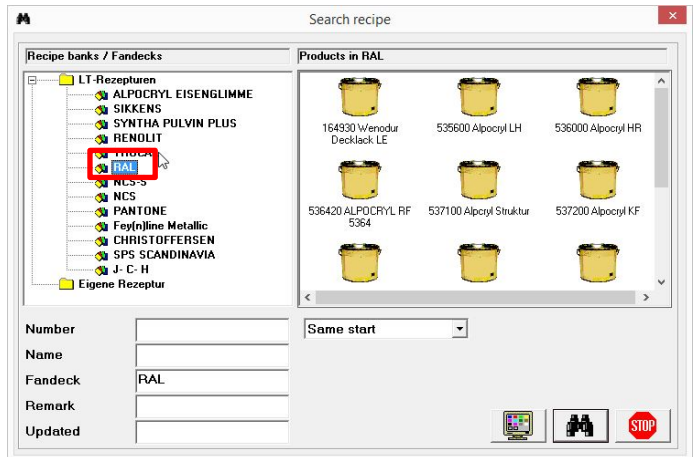 Search recipe
Recipe banks / Fandecks
Products in RAL
LT-Rezepturen
ALPOCRYL EISENGLIMME
SIKKENS
SYNTHA PULVIN PLUS
RENOLIT
RAL
NCS-S
NCS
PANTONE
Fey(n)line Metallic
CHRISTOFFERSEN
SPS SCANDINAVIA
J- C- H
Eigene Rezeptur
164930 Wenodur
Decklack LE
535600 Alpocryl LH
536000 Alpocryl HR
536420 ALPOCRYL RF
5364
537100 Alpcryl Struktur
537200 Alpocryl KF
Number
Same start
Name
Fandeck
RAL
Remark
Updated
STOP